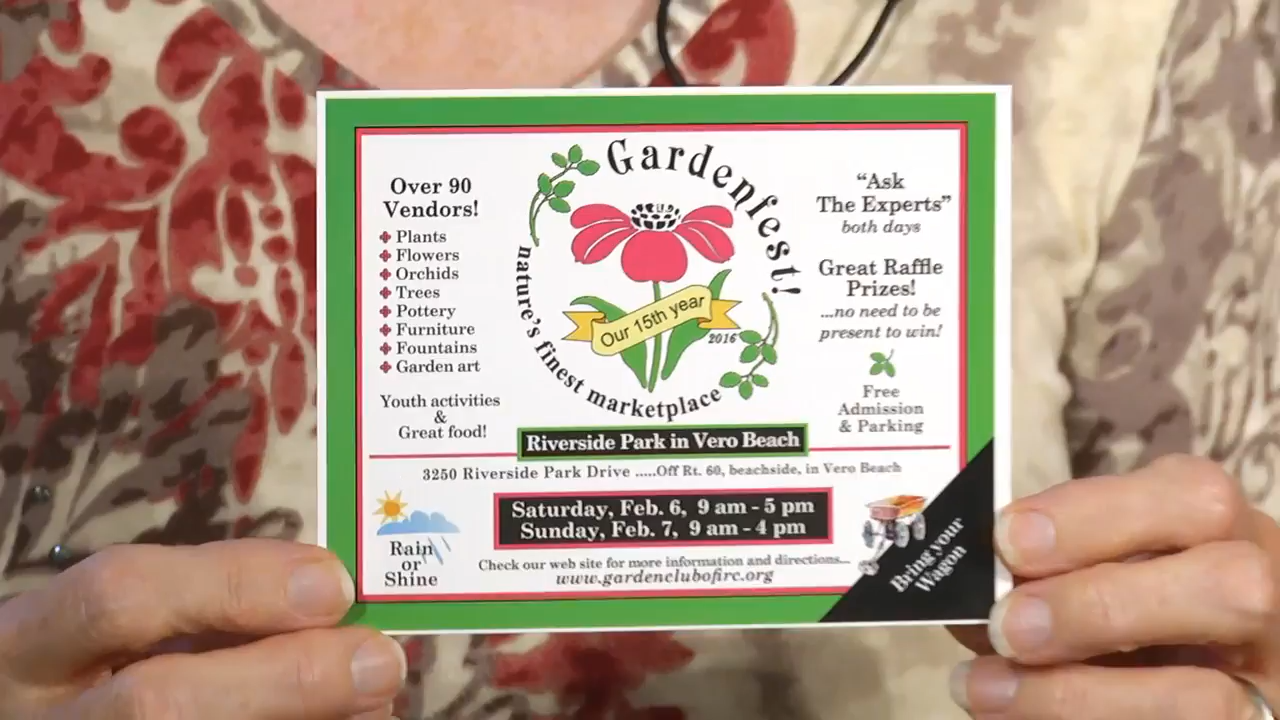 Gardenfest!
nature's finest marketplace
Our 15th year
2016
Over 90
Vendors!
Plants
Flowers
Orchids
Trees
Pottery
Furniture
Fountains
Garden art
Youth activities
&
Great food!
"Ask
The Experts"
both days
Great Raffle
Prizes!
...no need to be
present to win!
Free
Admission
& Parking
Riverside Park in Vero Beach
3250 Riverside Park Drive .....Off Rt. 60, beachside, in Vero Beach
Saturday, Feb. 6, 9 am - 5 pm
Sunday, Feb. 7, 9 am - 4 pm
Rain
or
Shine
Check our web site for more information and directions...
www.gardenclubofirc.org
Bring your
Wagon